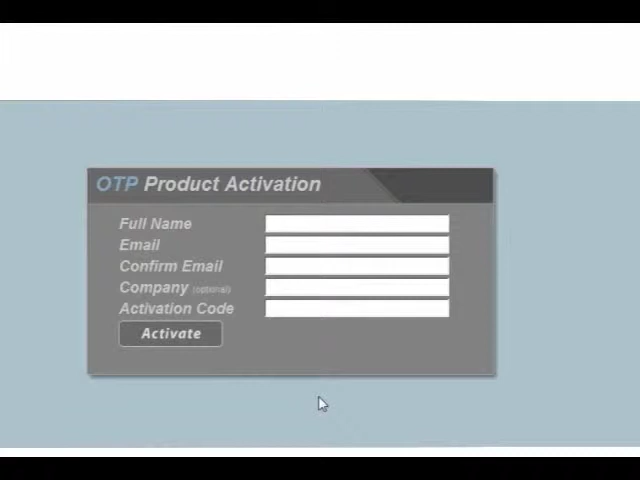 OTP Product Activation
Full Name
Email
Confirm Email
Company (optional)
Activation Code
Activate